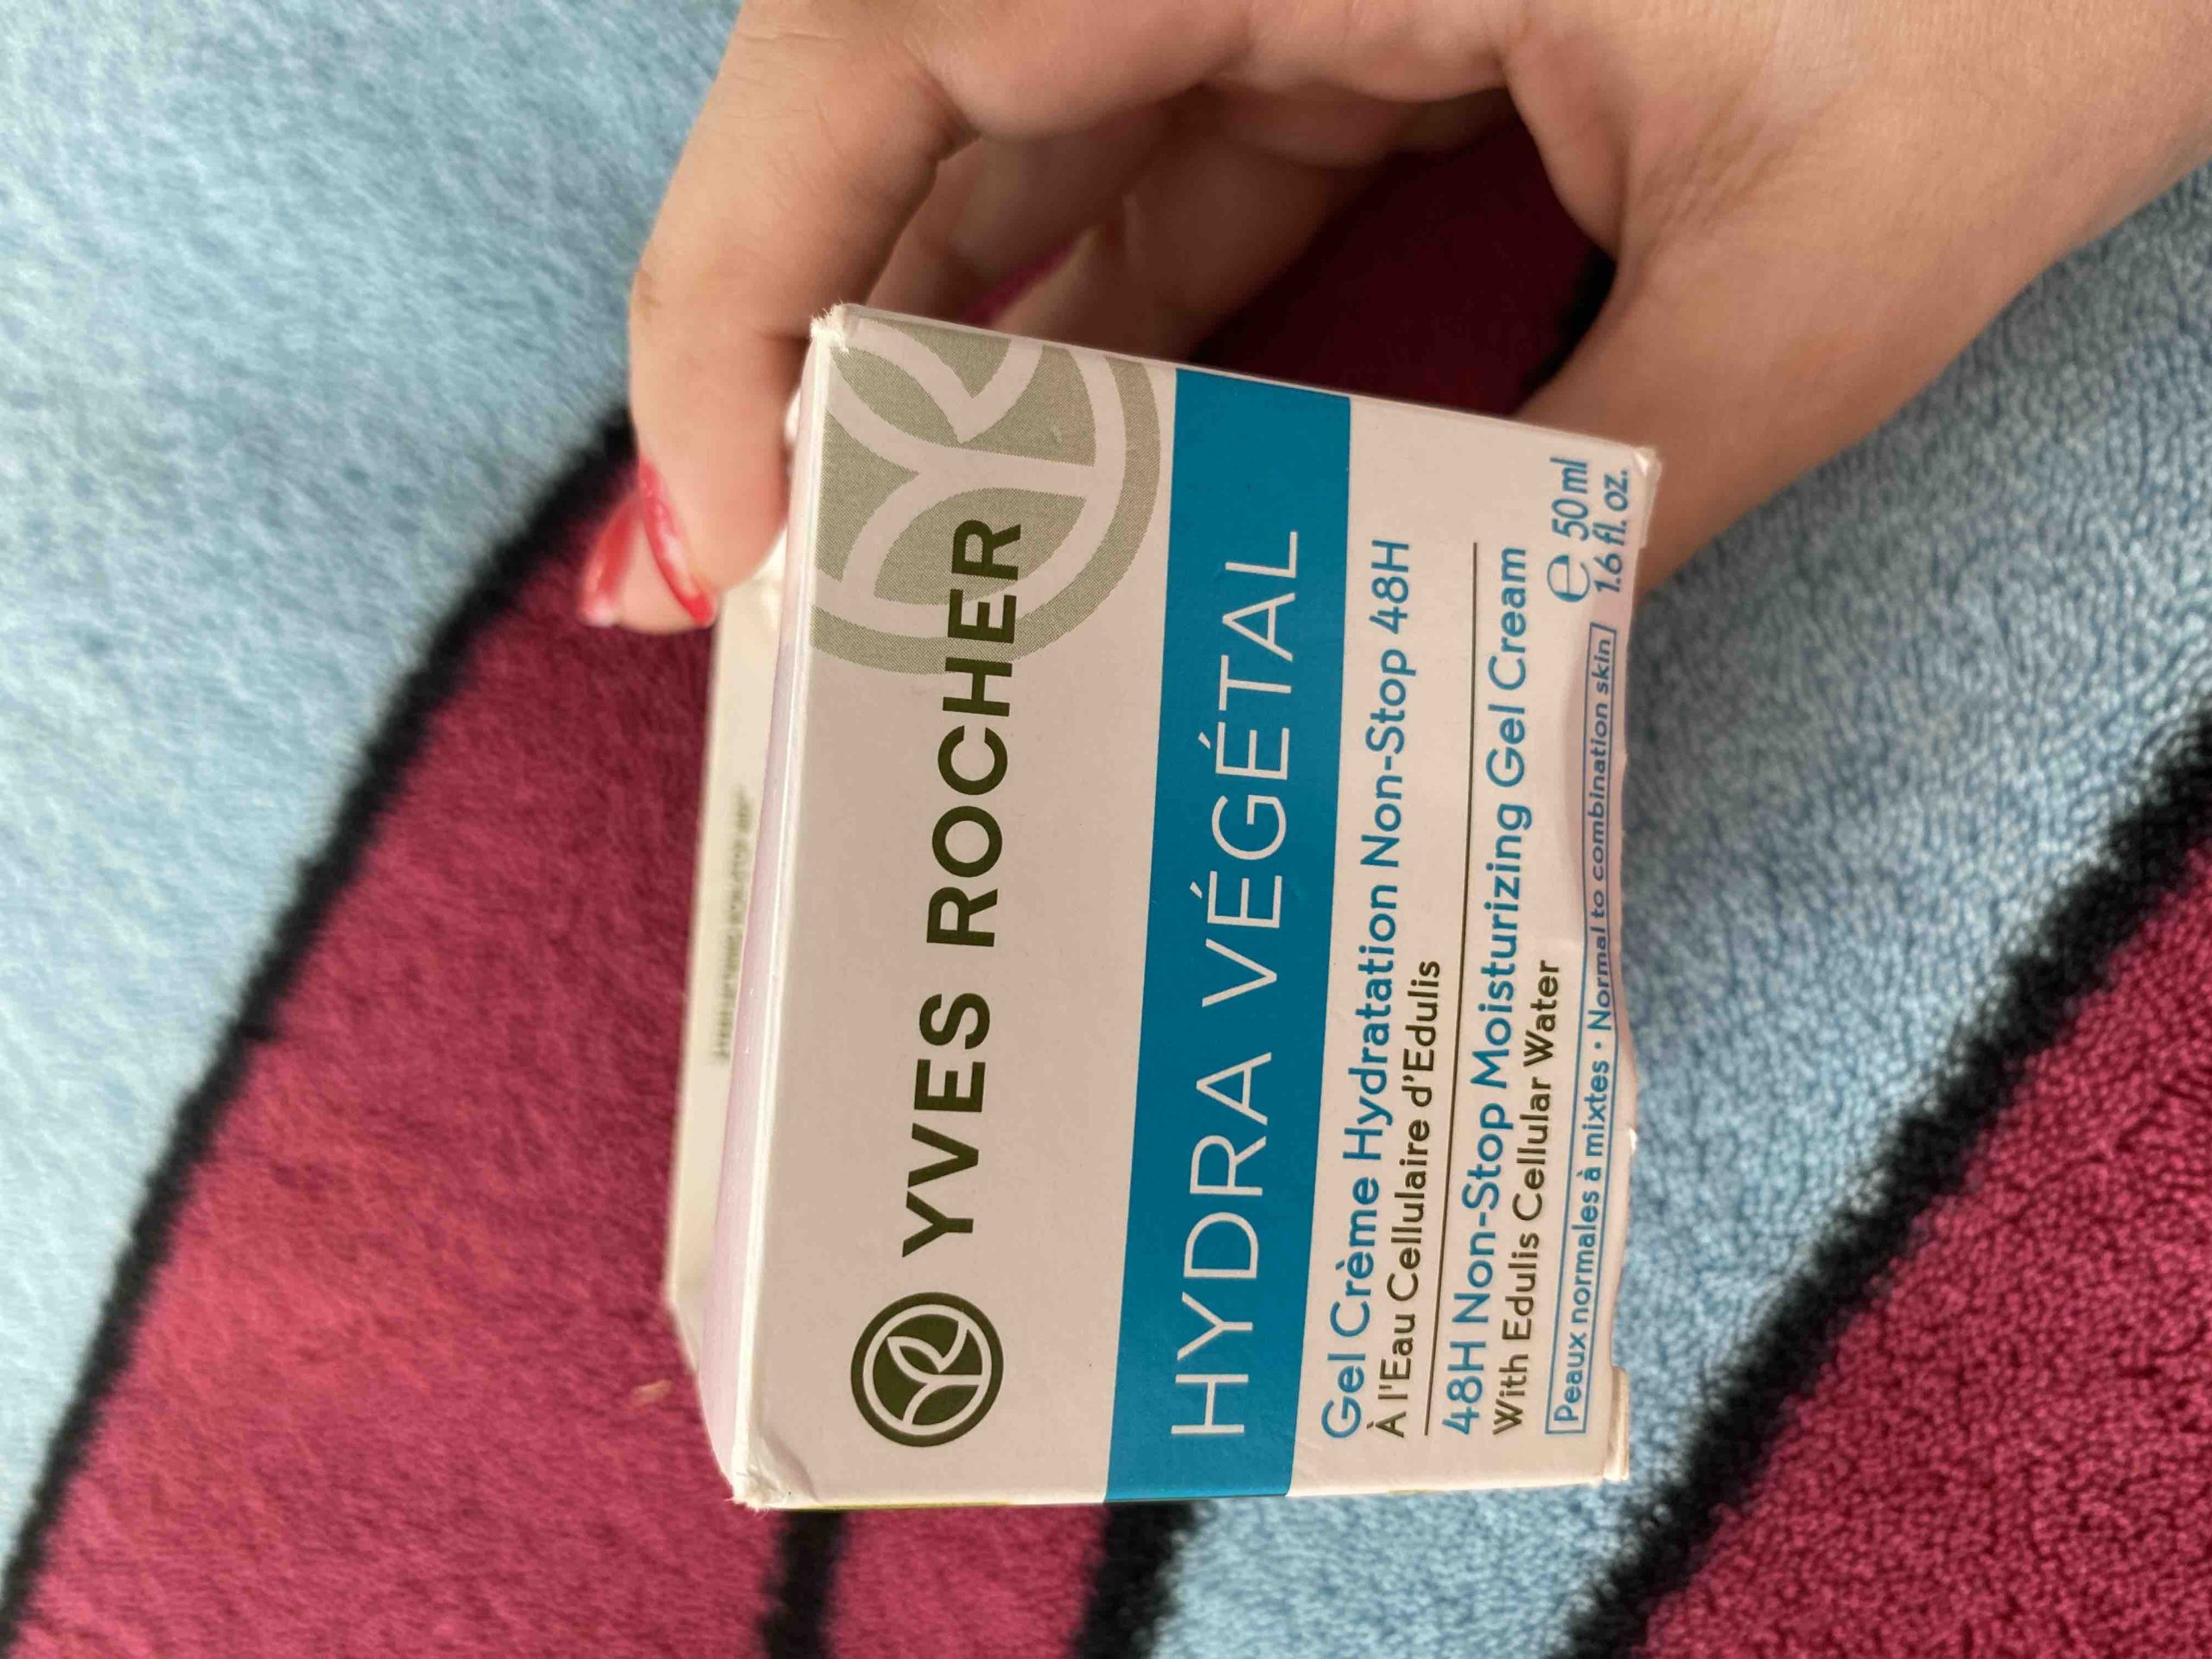 YVES ROCHER
HYDRA VÉGÉTAL
Gel Crème Hydratation Non-Stop 48H
À l'Eau Cellulaire d'Edulis
48H Non-Stop Moisturizing Gel Cream
With Edulis Cellular Water
Peaux normales à mixtes • Normal to combination skin
℮ 50 ml
1.6 fl. oz.